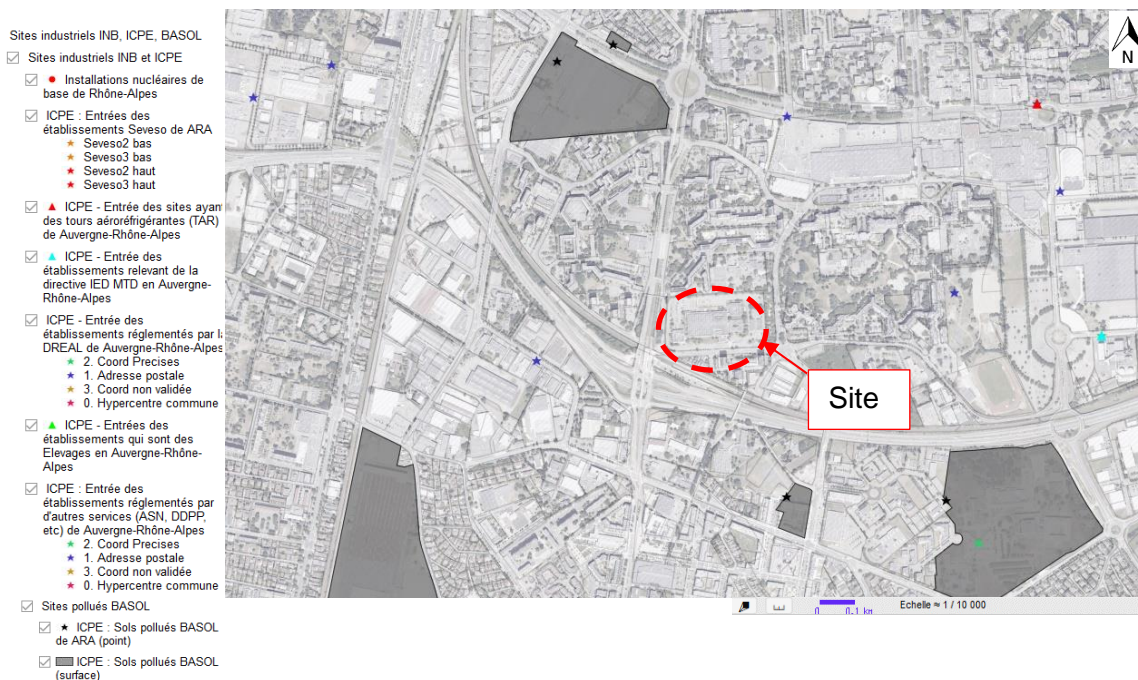 Sites industriels INB, ICPE, BASOL
Sites industriels INB et ICPE
Installations nucléaires de
base de Rhône-Alpes
ICPE : Entrées des
établissements Seveso de ARA
Seveso2 bas
Seveso3 bas
Seveso2 haut
Seveso3 haut
ICPE - Entrée des sites ayan
des tours aéroréfrigérantes (TAR)
de Auvergne-Rhône-Alpes
ICPE - Entrée des
établissements relevant de la
directive IED MTD en Auvergne-
Rhône-Alpes
ICPE - Entrée des
établissements réglementés par la
DREAL de Auvergne-Rhône-Alpes
2. Coord Precises
1. Adresse postale
3. Coord non validée
0. Hypercentre commune
ICPE - Entrées des
établissements qui sont des
Elevages en Auvergne-Rhône-
Alpes
ICPE : Entrée des
établissements réglementés par
d'autres services (ASN, DDPP,
etc) de Auvergne-Rhône-Alpes
2. Coord Precises
1. Adresse postale
3. Coord non validée
0. Hypercentre commune
Sites pollués BASOL
ICPE : Sols pollués BASOL
de ARA (point)
ICPE : Sols pollués BASOL
(surface)
N
Site
0 0.1 km
Echelle ≈ 1 / 10 000